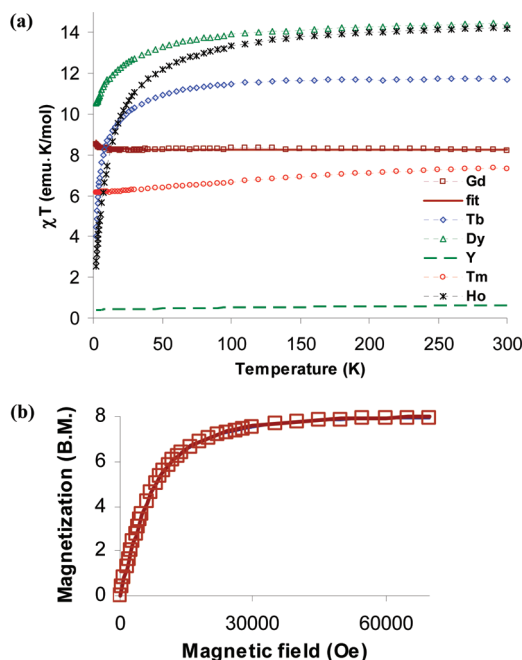 (a)
χT (emu·K/mol)
14
12
10
8
6
4
2
0
0 50 100 150 200 250 300
Temperature (K)
Gd
fit
Tb
Dy
Y
Tm
Ho
(b)
Magnetization (B.M.)
8
6
4
2
0
0 30000 60000
Magnetic field (Oe)